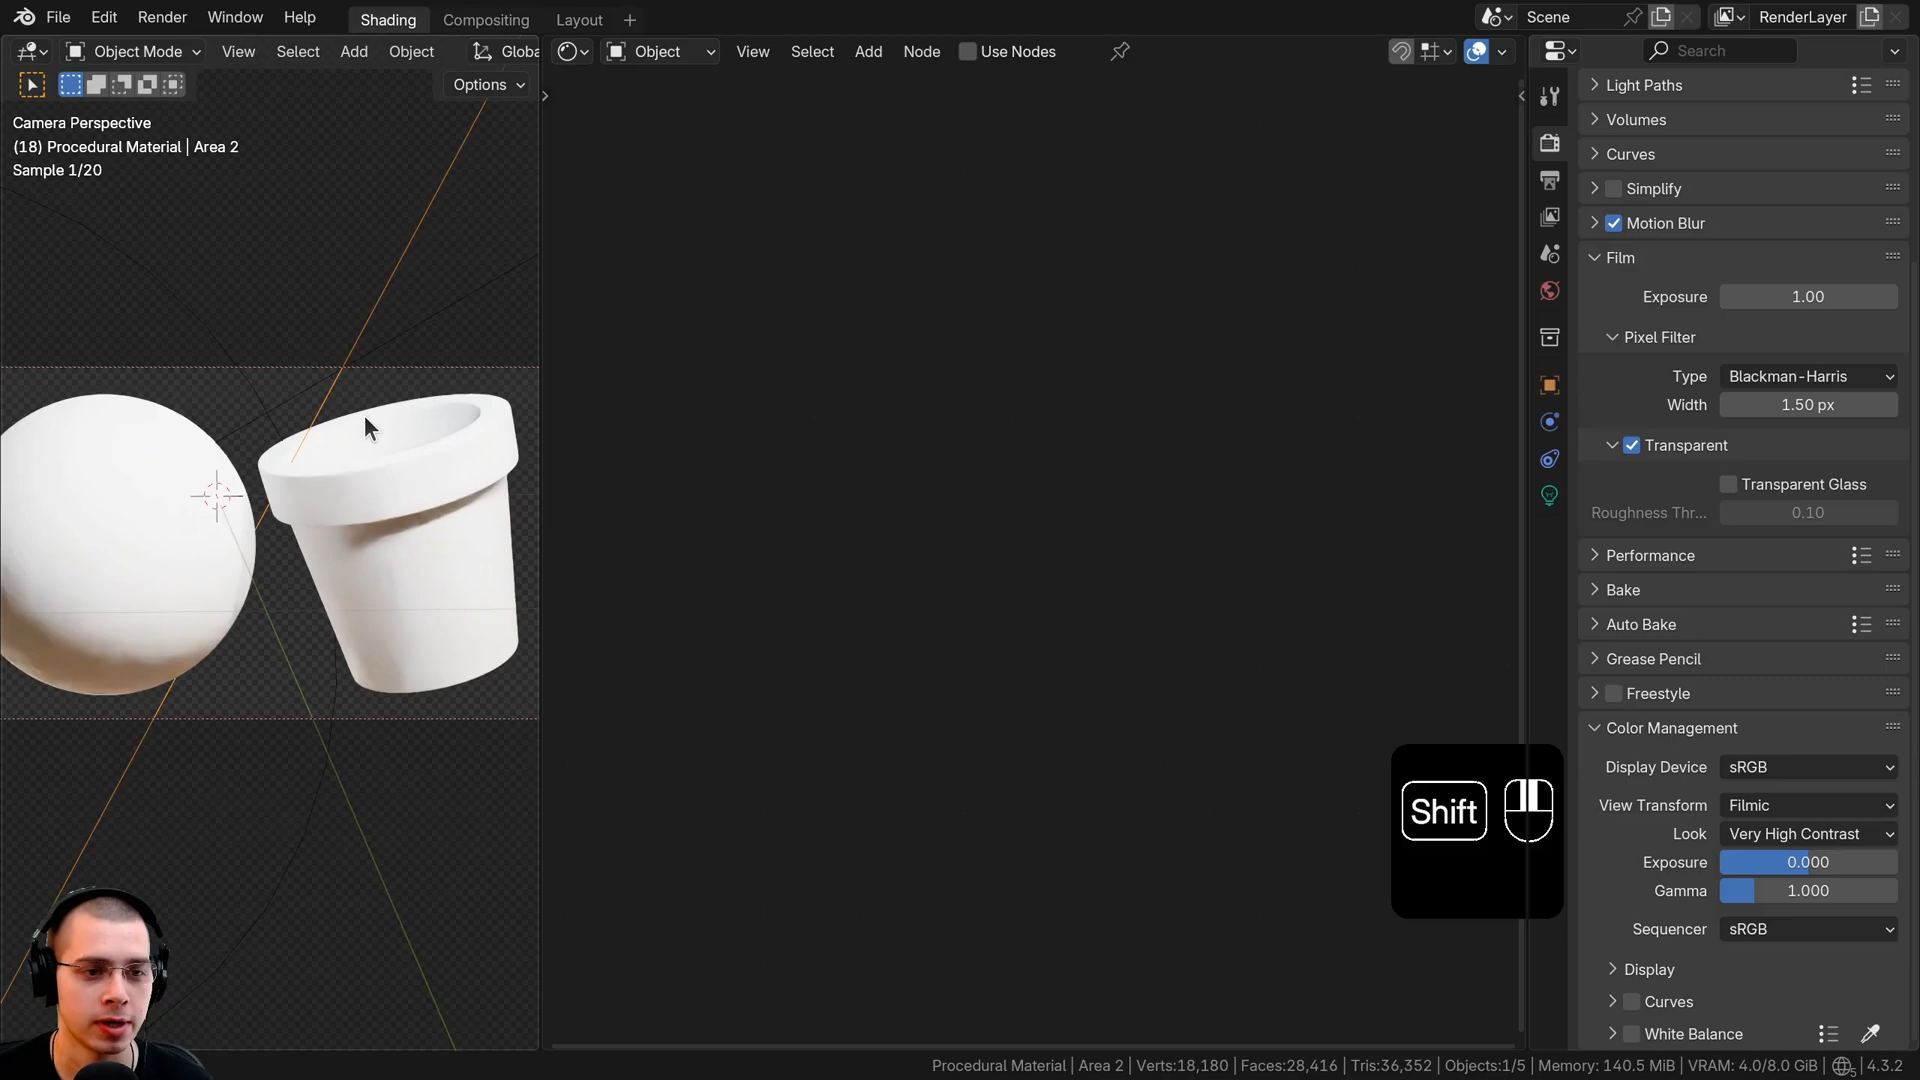 File Edit Render Window Help Shading Compositing Layout + Scene RenderLayer
Object Mode View Select Add Object Globa Object View Select Add Node Use Nodes Search
Options
Camera Perspective
(18) Procedural Material | Area 2
Sample 1/20
Light Paths
Volumes
Curves
Simplify
Motion Blur
Film
Exposure 1.00
Pixel Filter
Type Blackman-Harris
Width 1.50 px
Transparent
Transparent Glass
Roughness Thr... 0.10
Performance
Bake
Auto Bake
Grease Pencil
Freestyle
Color Management
Display Device sRGB
View Transform Filmic
Look Very High Contrast
Exposure 0.000
Gamma 1.000
Sequencer sRGB
Display
Curves
White Balance
Shift
Procedural Material | Area 2 | Verts:18,180 | Faces:28,416 | Tris:36,352 | Objects:1/5 | Memory: 140.5 MiB | VRAM: 4.0/8.0 GiB | 5 | 4.3.2